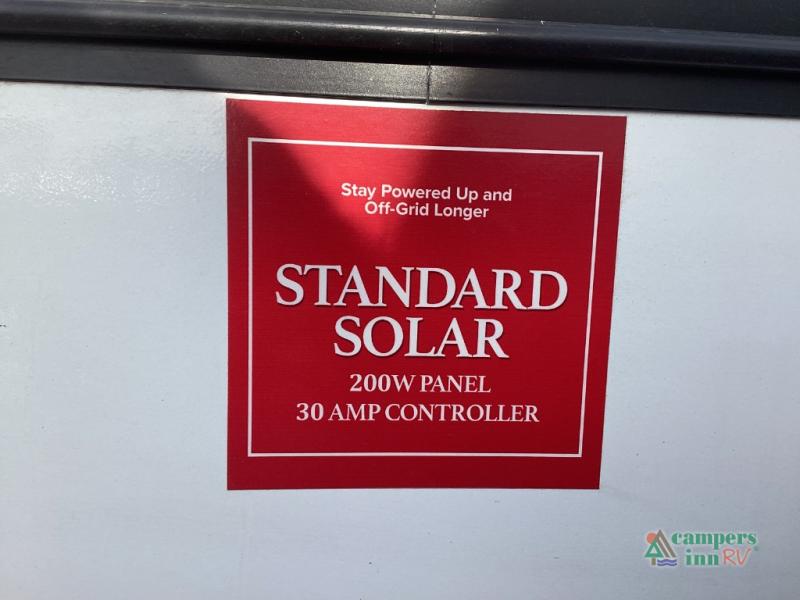 Stay Powered Up and
Off-Grid Longer
STANDARD
SOLAR
200W PANEL
30 AMP CONTROLLER
campers
inn RV